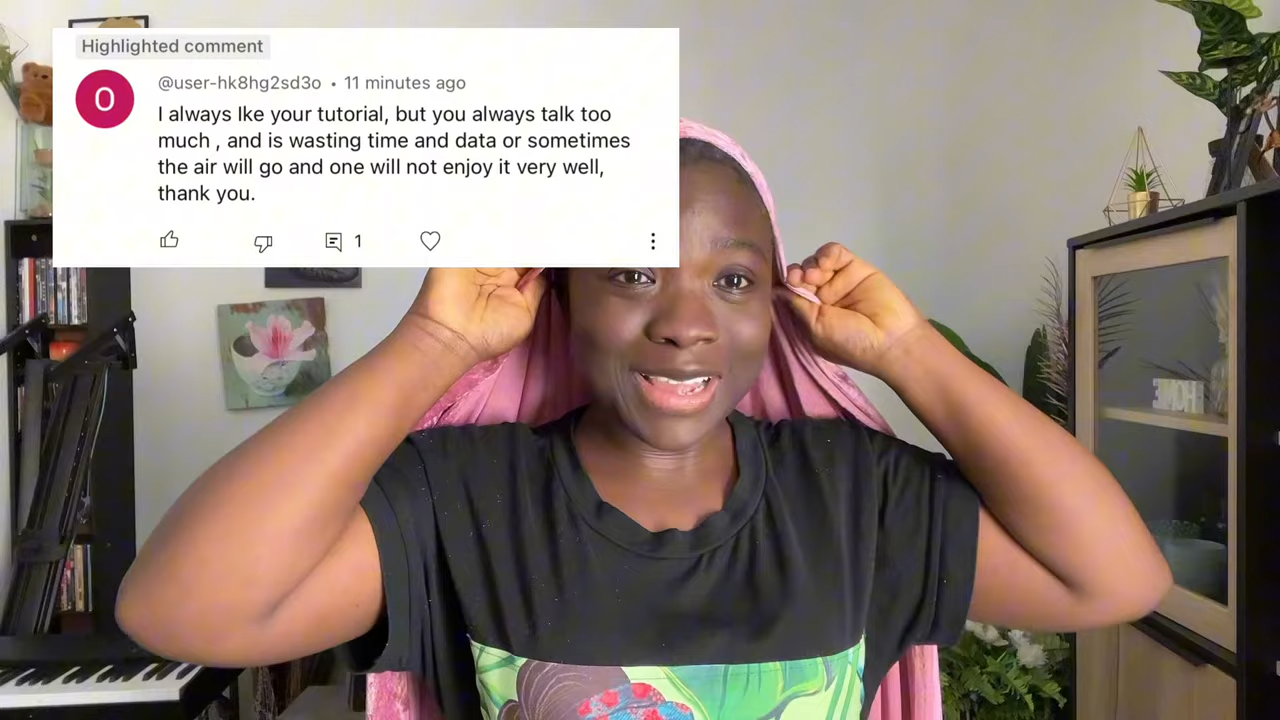 Highlighted comment
@user-hk8hg2sd3o • 11 minutes ago
O
I always lke your tutorial, but you always talk too
much , and is wasting time and data or sometimes
the air will go and one will not enjoy it very well,
thank you.
1
HOME